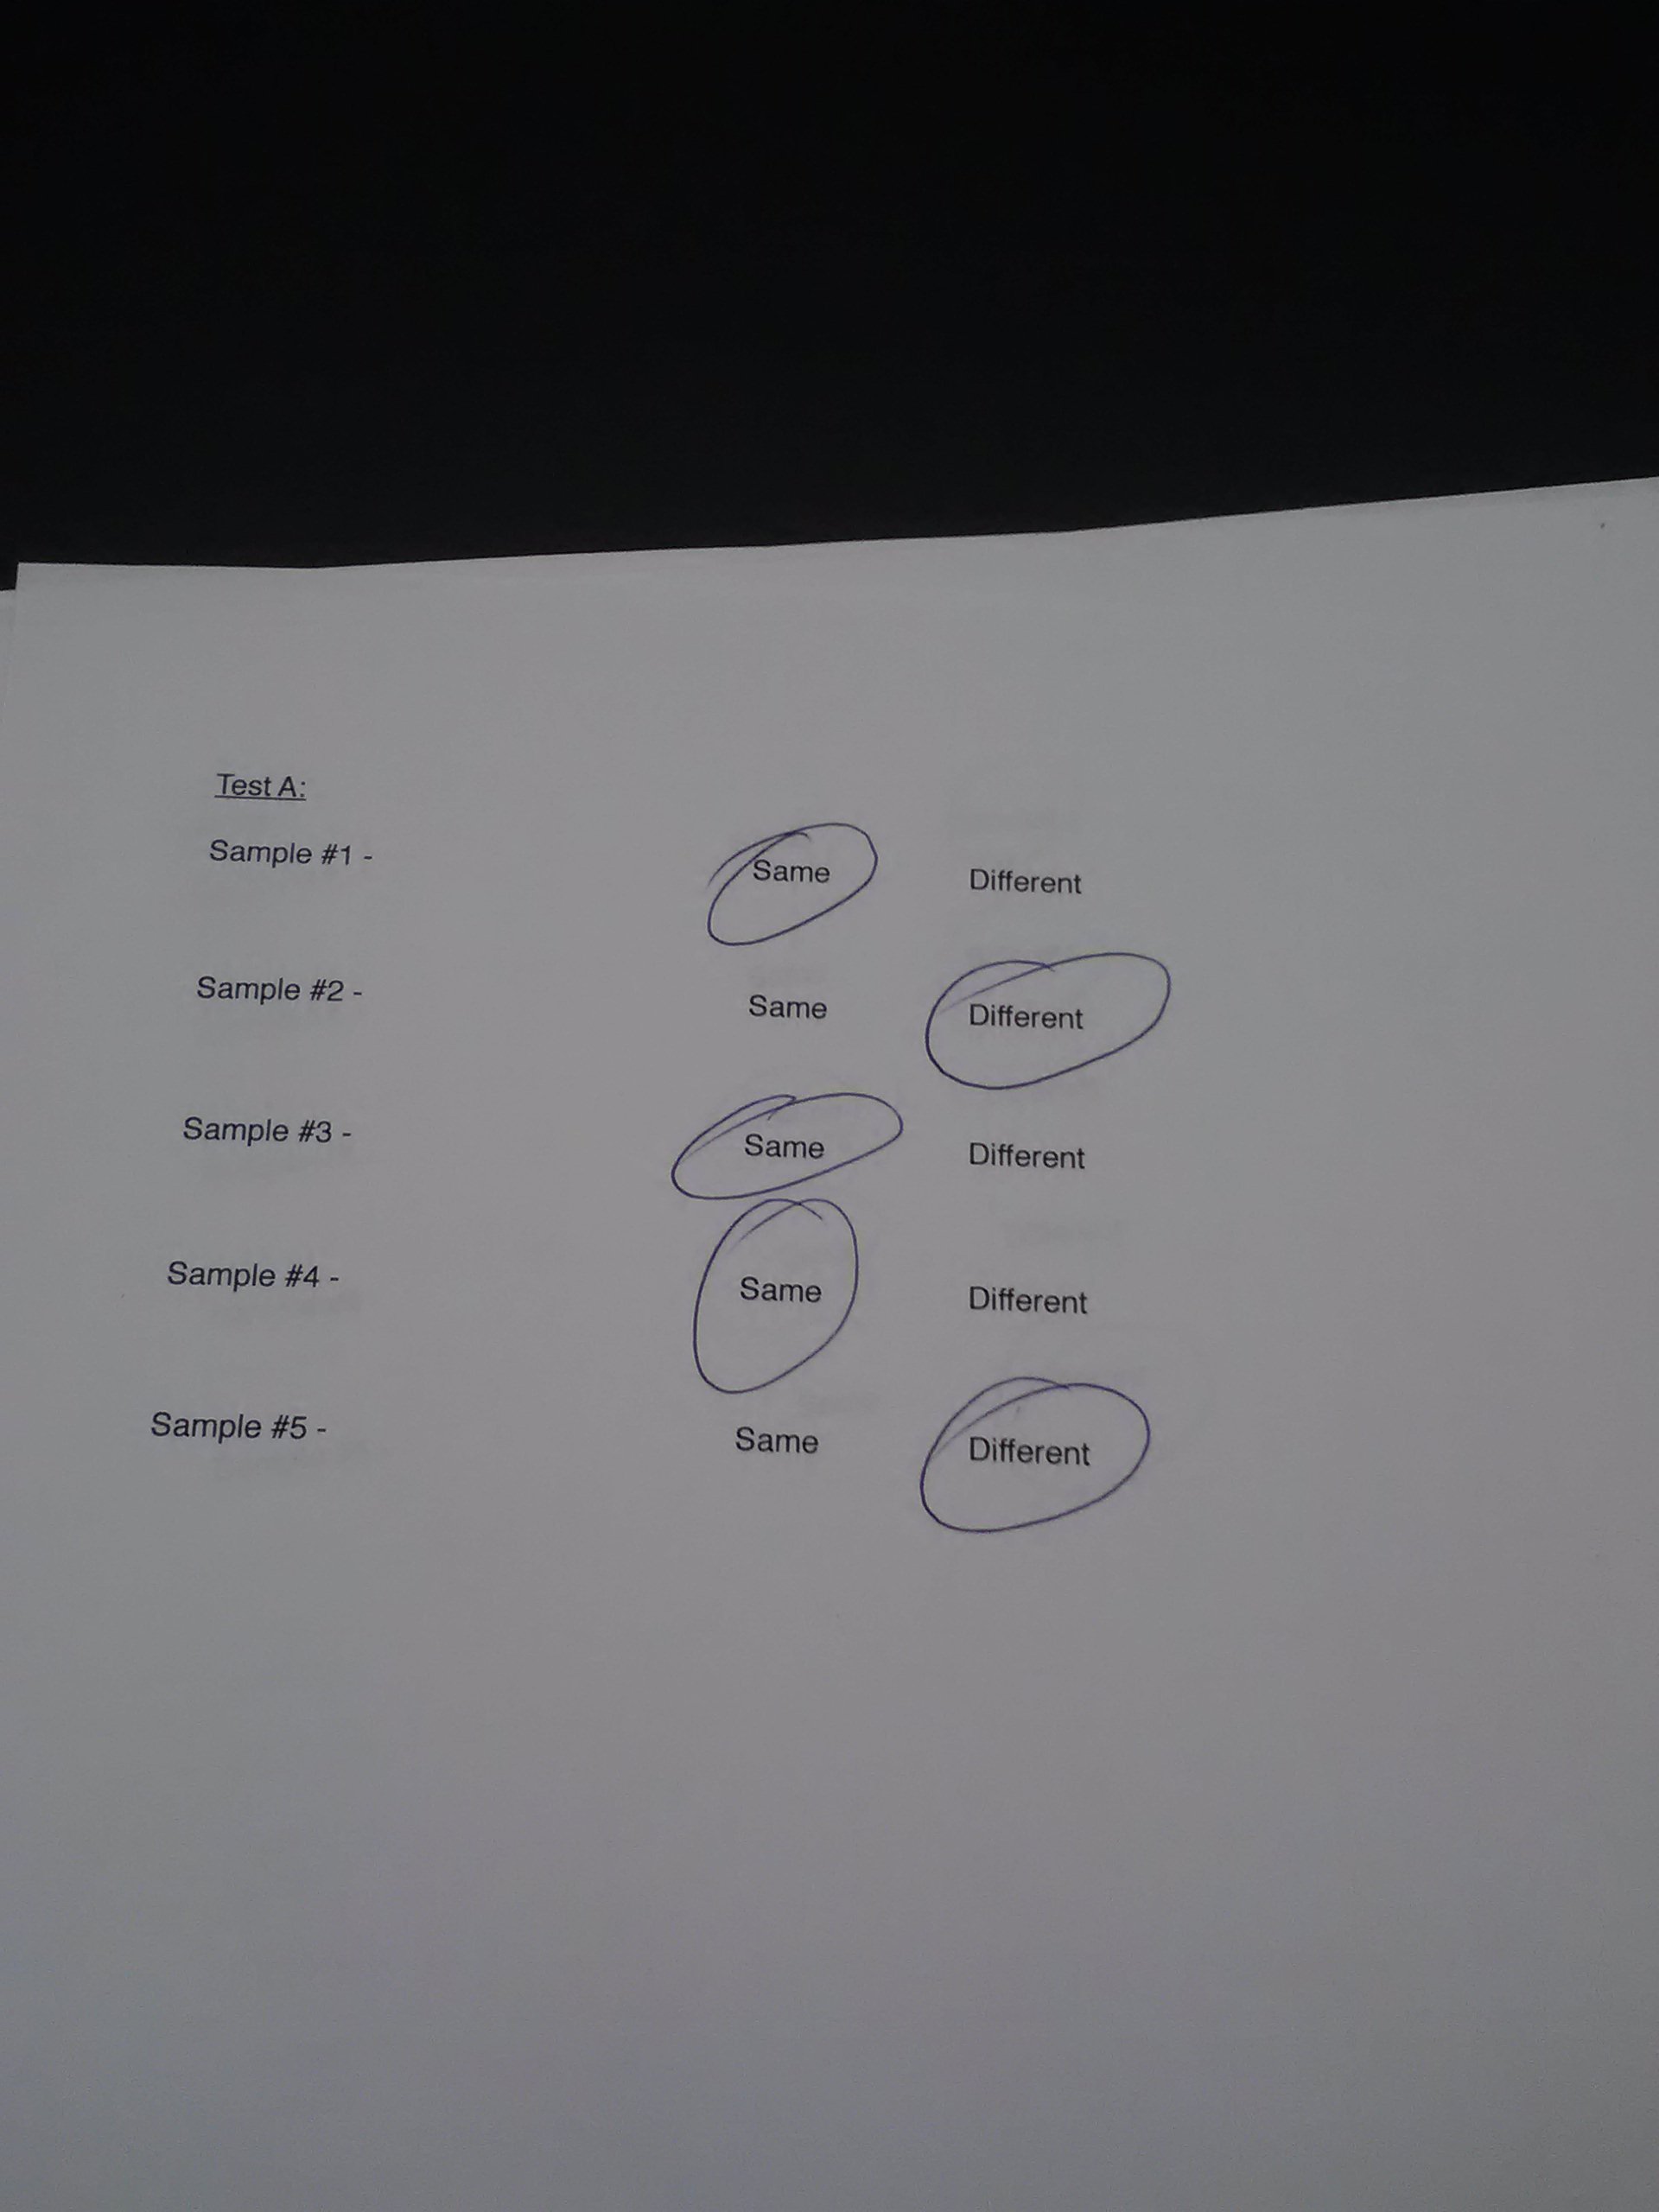 Test A:
Sample #1 - Same Different
Sample #2 - Same Different
Sample #3 - Same Different
Sample #4 - Same Different
Sample #5 - Same Different